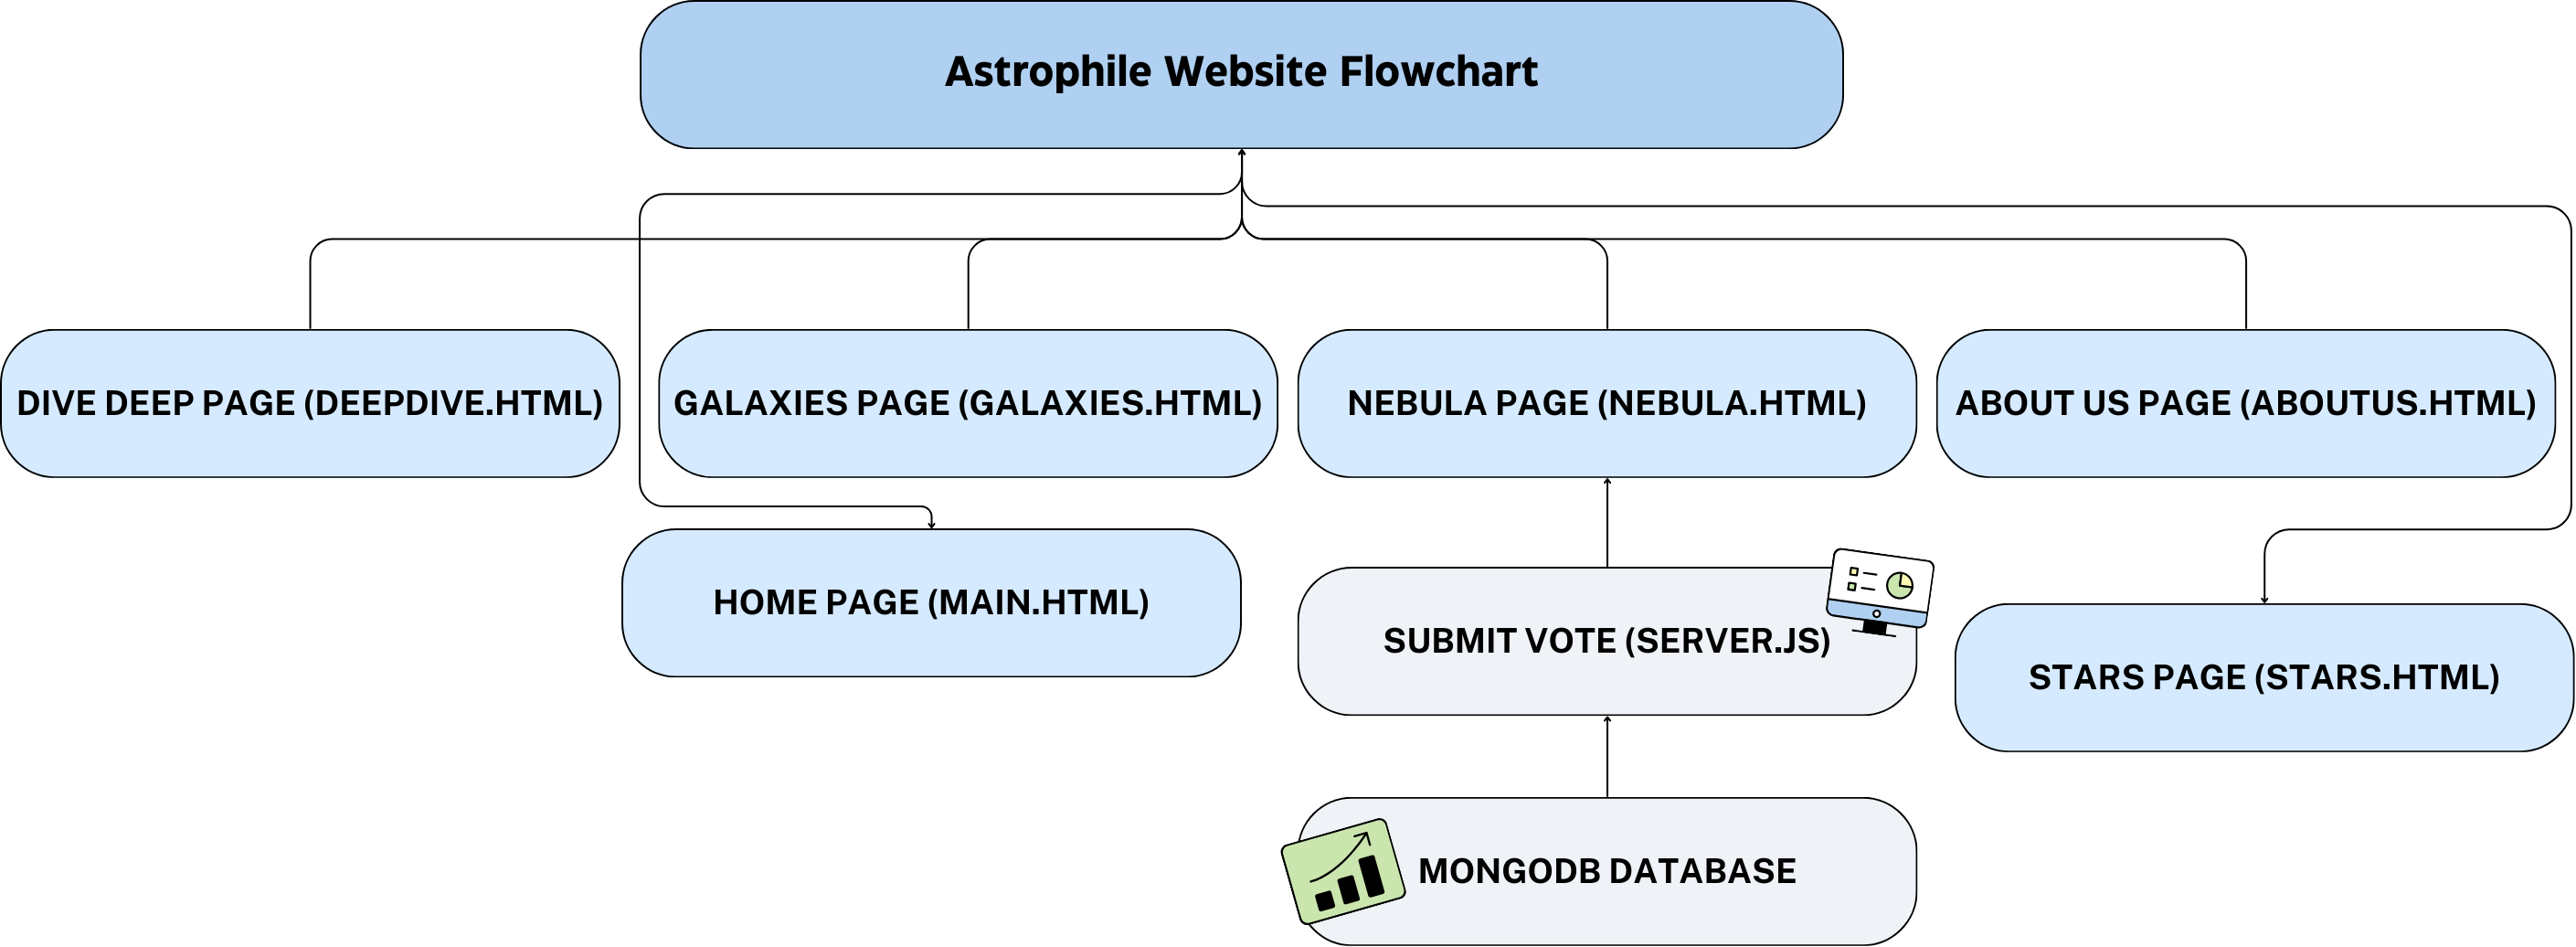 Astrophile Website Flowchart
DIVE DEEP PAGE (DEEPDIVE.HTML)
GALAXIES PAGE (GALAXIES.HTML)
NEBULA PAGE (NEBULA.HTML)
ABOUT US PAGE (ABOUTUS.HTML)
HOME PAGE (MAIN.HTML)
SUBMIT VOTE (SERVER.JS)
STARS PAGE (STARS.HTML)
MONGODB DATABASE